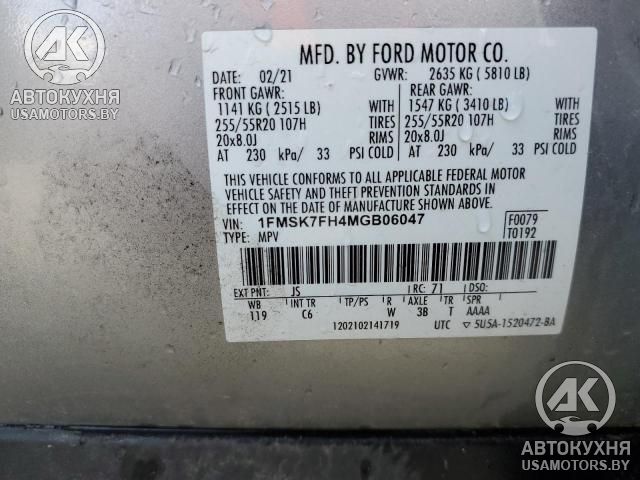 AK
АВТОКУХНЯ
USAMOTORS.BY
MFD. BY FORD MOTOR CO.
DATE: 02/21 GVWR: 2635 KG ( 5810 LB)
FRONT GAWR: REAR GAWR:
1141 KG ( 2515 LB) WITH 1547 KG ( 3410 LB) WITH
255/55R20 107H TIRES 255/55R20 107H TIRES
20x8.0J RIMS 20x8.0J RIMS
AT 230 kPa/ 33 PSI COLD AT 230 kPa/ 33 PSI COLD
THIS VEHICLE CONFORMS TO ALL APPLICABLE FEDERAL MOTOR
VEHICLE SAFETY AND THEFT PREVENTION STANDARDS IN EFFECT
ON THE DATE OF MANUFACTURE SHOWN ABOVE.
VIN: 1FMSK7FH4MGB06047 F0079
TYPE: MPV T0192
EXT PNT: JS RC: 71 DSO:
WB INT TR TP/PS R AXLE TR SPR
119 C6 W 3B T AAAA
1202102141719 UTC ▽ 5U5A-1520472-BA
AK
АВТОКУХНЯ
USAMOTORS.BY